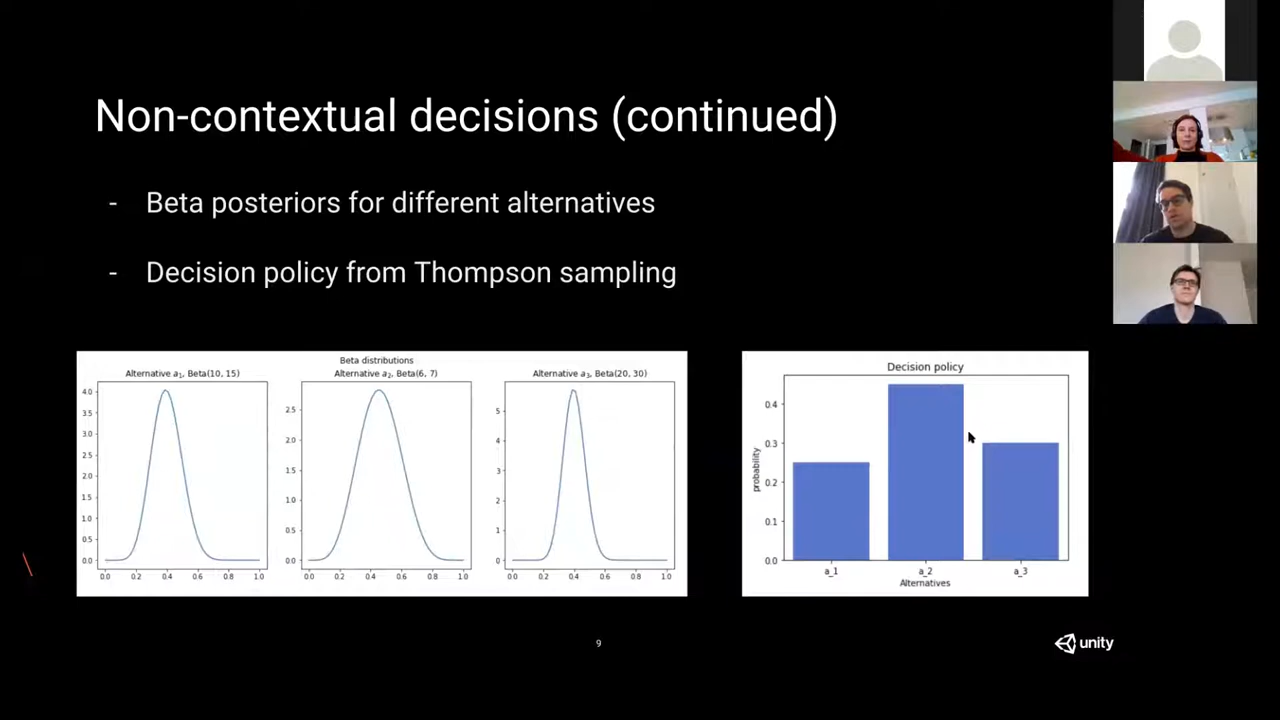 Non-contextual decisions (continued)
- Beta posteriors for different alternatives
- Decision policy from Thompson sampling
Beta distributions
Alternative a₁, Beta(10, 15)
Alternative a₂, Beta(6, 7)
Alternative a₃, Beta(20, 30)
4.0
3.5
3.0
2.5
2.0
1.5
1.0
0.5
0.0
0.0 0.2 0.4 0.6 0.8 1.0
2.5
2.0
1.5
1.0
0.5
0.0
0.0 0.2 0.4 0.6 0.8 1.0
5
4
3
2
1
0
0.0 0.2 0.4 0.6 0.8 1.0
Decision policy
probability
0.4
0.3
0.2
0.1
0.0
a_1 a_2 a_3
Alternatives
9
unity